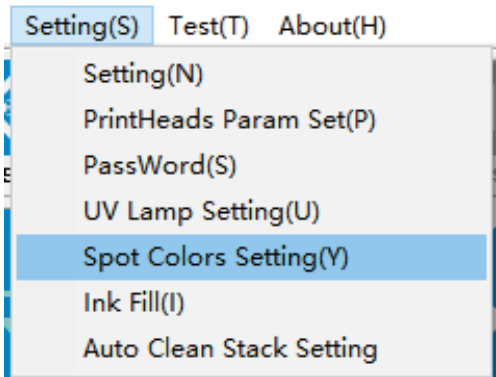 Setting(S) Test(T) About(H)
Setting(N)
PrintHeads Param Set(P)
PassWord(S)
UV Lamp Setting(U)
Spot Colors Setting(Y)
Ink Fill(I)
Auto Clean Stack Setting